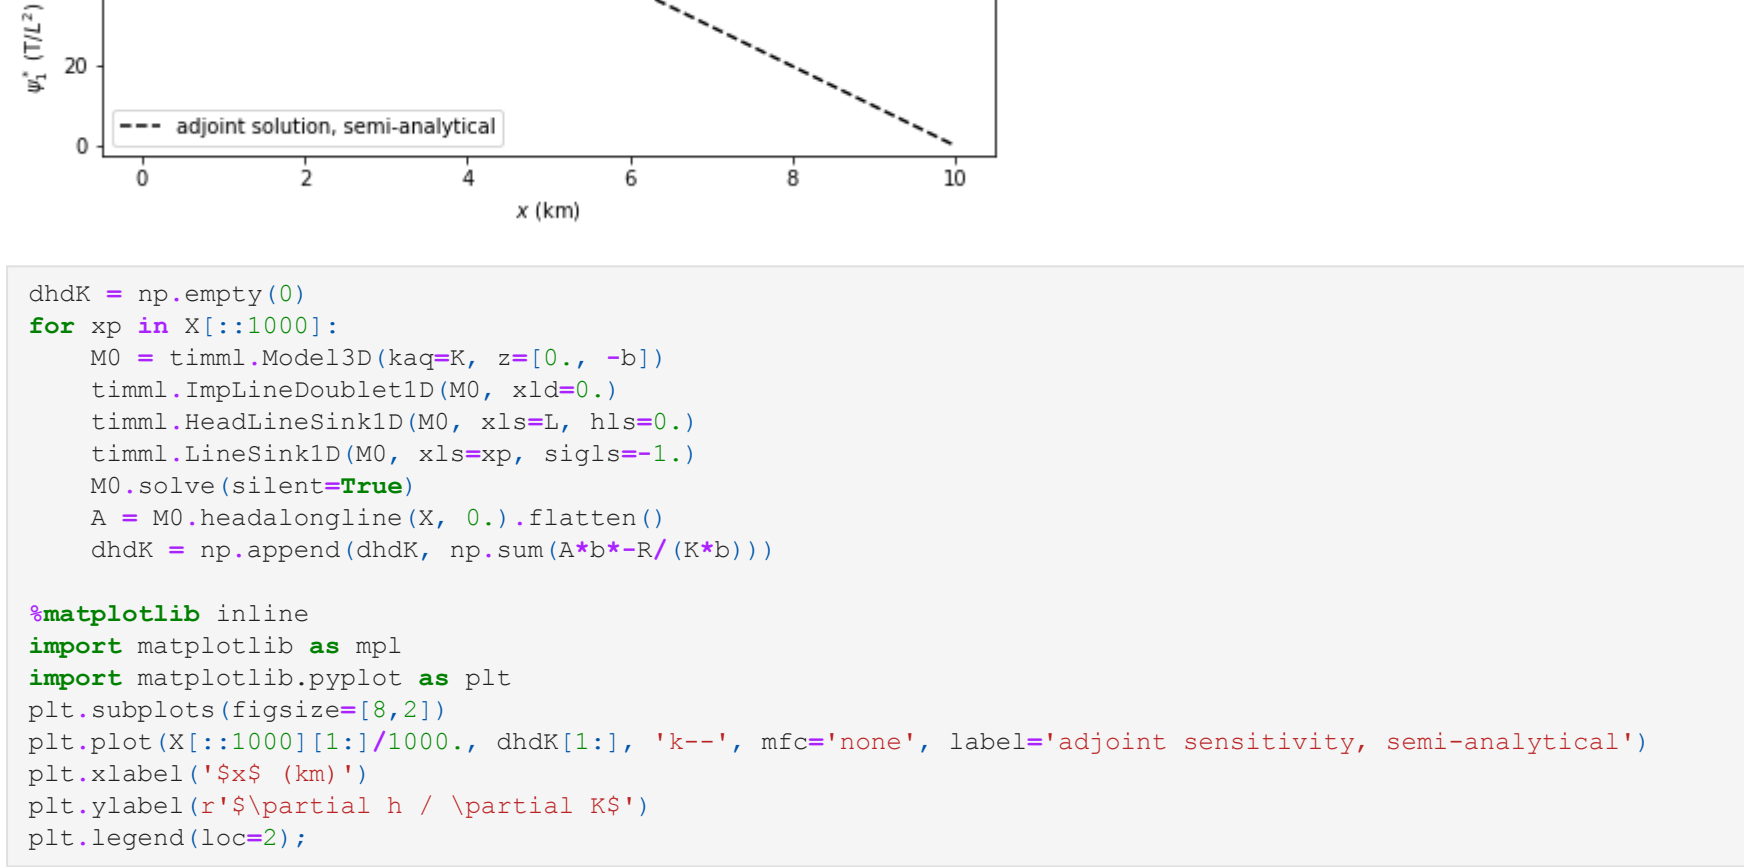 ψ₁* (T/L²)
20
0
adjoint solution, semi-analytical
0 2 4 6 8 10
x (km)
dhdK = np.empty(0)
for xp in X[::1000]:
    M0 = timml.Model3D(kaq=K, z=[0., -b])
    timml.ImpLineDoublet1D(M0, xld=0.)
    timml.HeadLineSink1D(M0, xls=L, hls=0.)
    timml.LineSink1D(M0, xls=xp, sigls=-1.)
    M0.solve(silent=True)
    A = M0.headalongline(X, 0.).flatten()
    dhdK = np.append(dhdK, np.sum(A*b*-R/(K*b)))
%matplotlib inline
import matplotlib as mpl
import matplotlib.pyplot as plt
plt.subplots(figsize=[8,2])
plt.plot(X[::1000][1:]/1000., dhdK[1:], 'k--', mfc='none', label='adjoint sensitivity, semi-analytical')
plt.xlabel('$x$ (km)')
plt.ylabel(r'$\partial h / \partial K$')
plt.legend(loc=2);